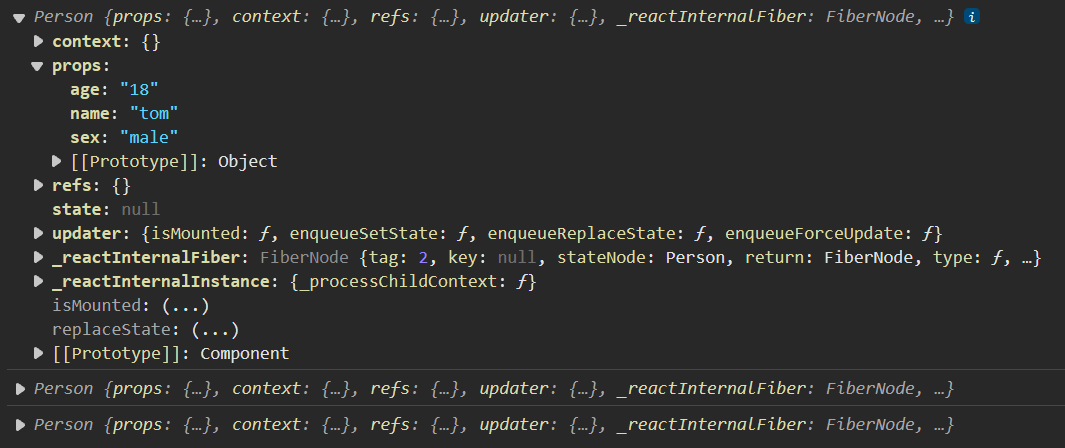 Person {props: {…}, context: {…}, refs: {…}, updater: {…}, _reactInternalFiber: FiberNode, …} i
context: {}
props:
age: "18"
name: "tom"
sex: "male"
[[Prototype]]: Object
refs: {}
state: null
updater: {isMounted: ƒ, enqueueSetState: ƒ, enqueueReplaceState: ƒ, enqueueForceUpdate: ƒ}
_reactInternalFiber: FiberNode {tag: 2, key: null, stateNode: Person, return: FiberNode, type: ƒ, …}
_reactInternalInstance: {_processChildContext: ƒ}
isMounted: (...)
replaceState: (...)
[[Prototype]]: Component
Person {props: {…}, context: {…}, refs: {…}, updater: {…}, _reactInternalFiber: FiberNode, …}
Person {props: {…}, context: {…}, refs: {…}, updater: {…}, _reactInternalFiber: FiberNode, …}